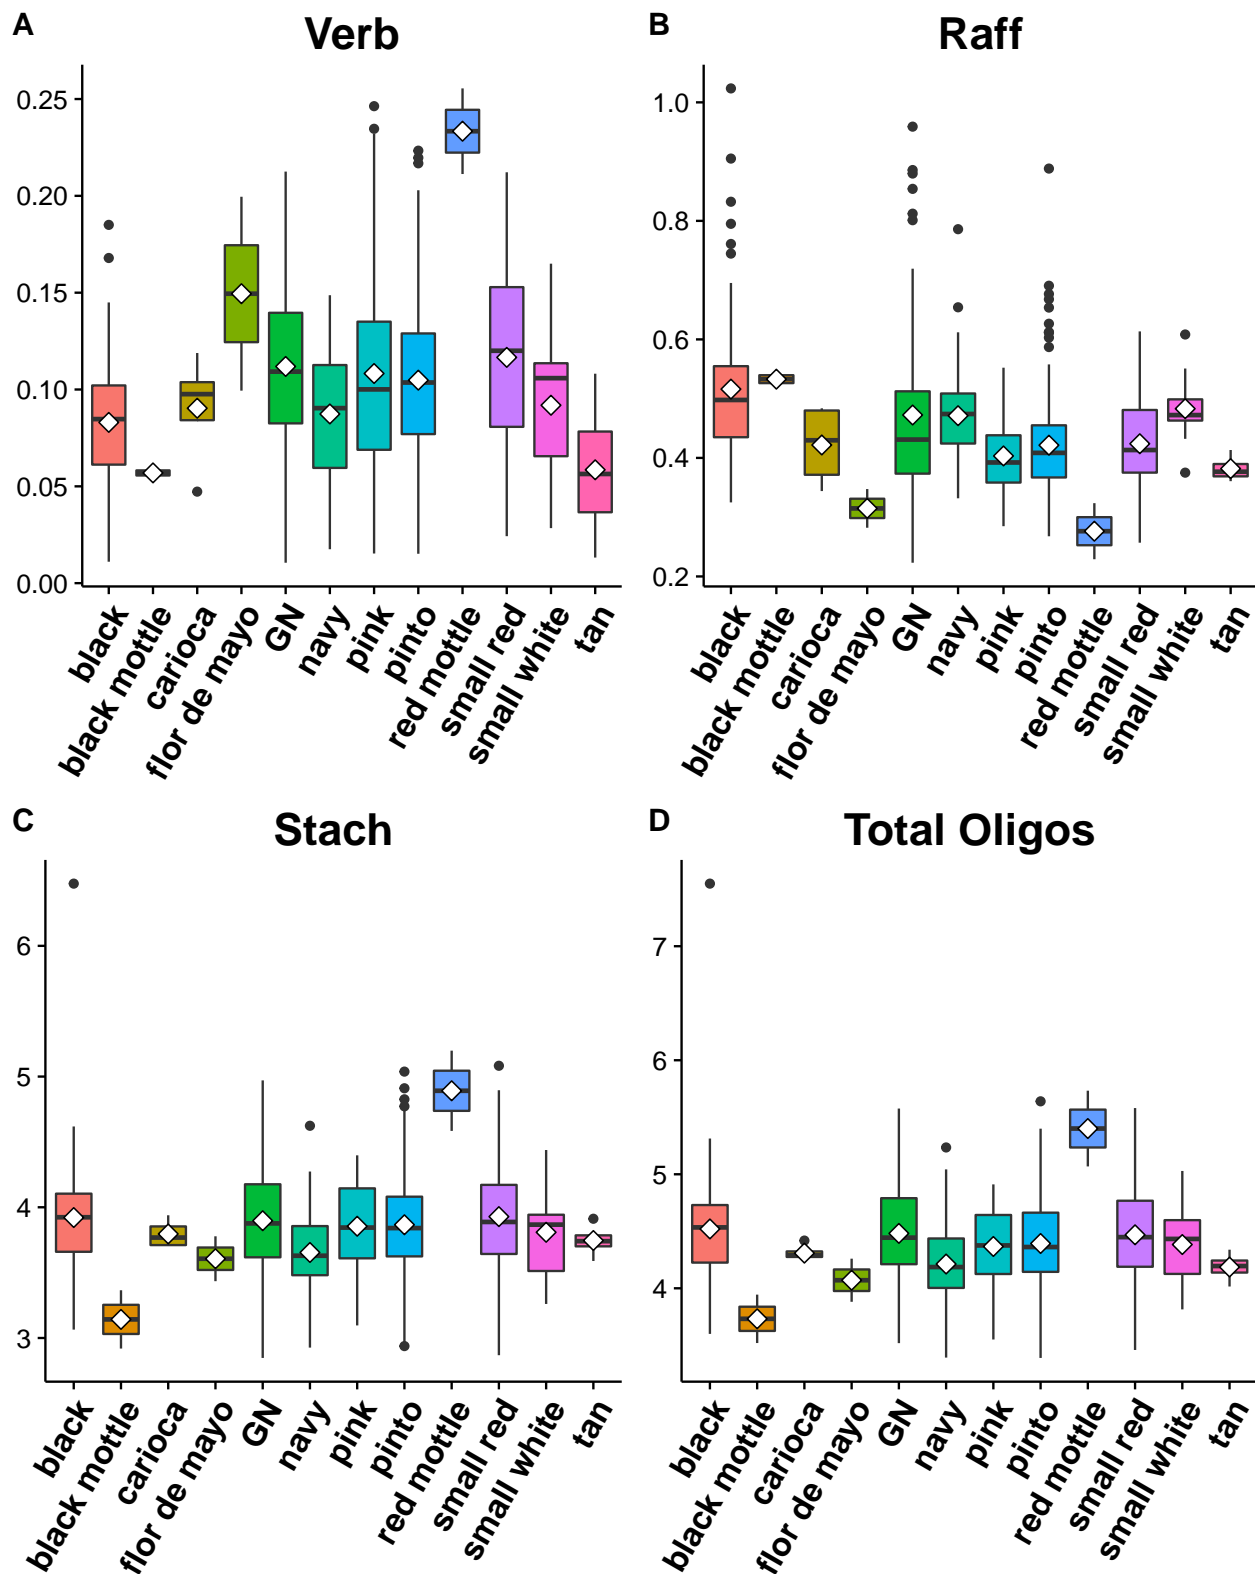 A
Verb
0.25
0.20
0.15
0.10
0.05
0.00
black
black mottle
carioca
flor de mayo
GN
navy
pink
pinto
red mottle
small red
small white
tan
B
Raff
1.0
0.8
0.6
0.4
0.2
black
black mottle
carioca
flor de mayo
GN
navy
pink
pinto
red mottle
small red
small white
tan
C
Stach
6
5
4
3
black
black mottle
carioca
flor de mayo
GN
navy
pink
pinto
red mottle
small red
small white
tan
D
Total Oligos
7
6
5
4
black
black mottle
carioca
flor de mayo
GN
navy
pink
pinto
red mottle
small red
small white
tan